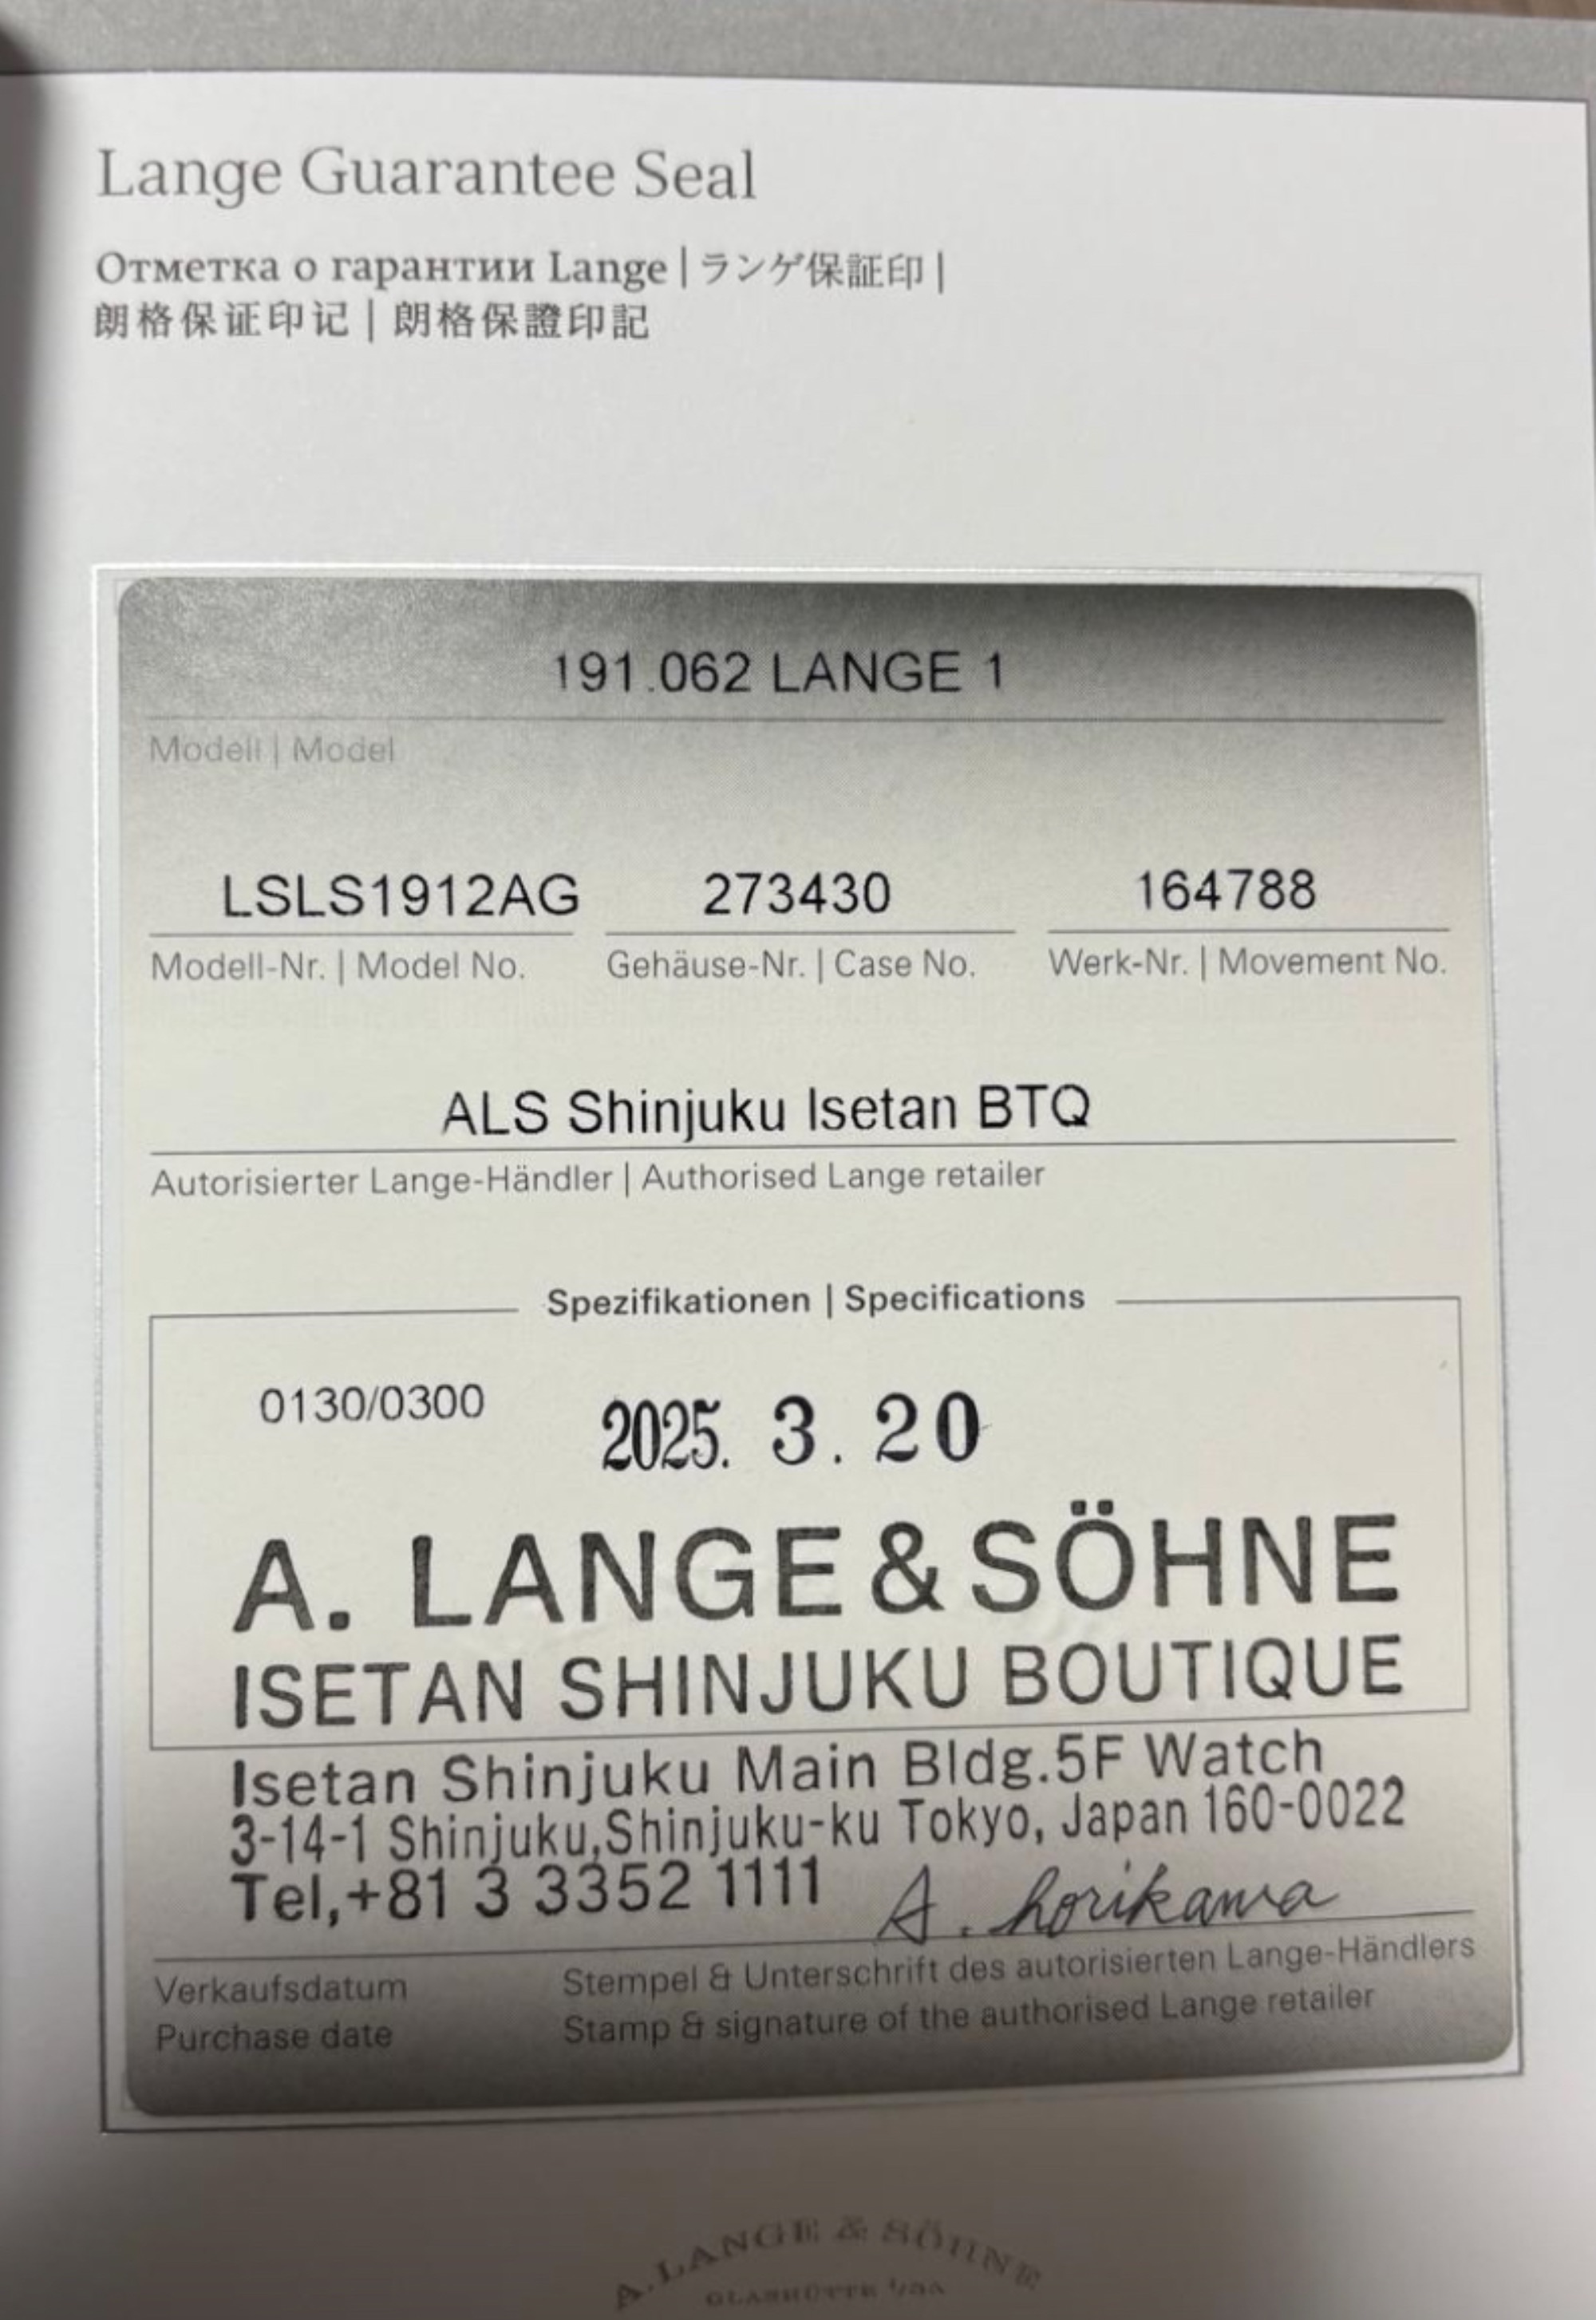 Lange Guarantee Seal
Отметка о гарантии Lange | ランゲ保証印 |
朗格保证印记 | 朗格保證印記
191.062 LANGE 1
Modell | Model
LSLS1912AG 273430 164788
Modell-Nr. | Model No. Gehäuse-Nr. | Case No. Werk-Nr. | Movement No.
ALS Shinjuku Isetan BTQ
Autorisierter Lange-Händler | Authorised Lange retailer
Spezifikationen | Specifications
0130/0300 2025. 3. 20
A. LANGE & SÖHNE
ISETAN SHINJUKU BOUTIQUE
Isetan Shinjuku Main Bldg.5F Watch
3-14-1 Shinjuku,Shinjuku-ku Tokyo, Japan 160-0022
Tel,+81 3 3352 1111 A. horikawa
Verkaufsdatum Stempel & Unterschrift des autorisierten Lange-Händlers
Purchase date Stamp & signature of the authorised Lange retailer
A. LANGE & SÖHNE
GLASHÜTTE I/SA